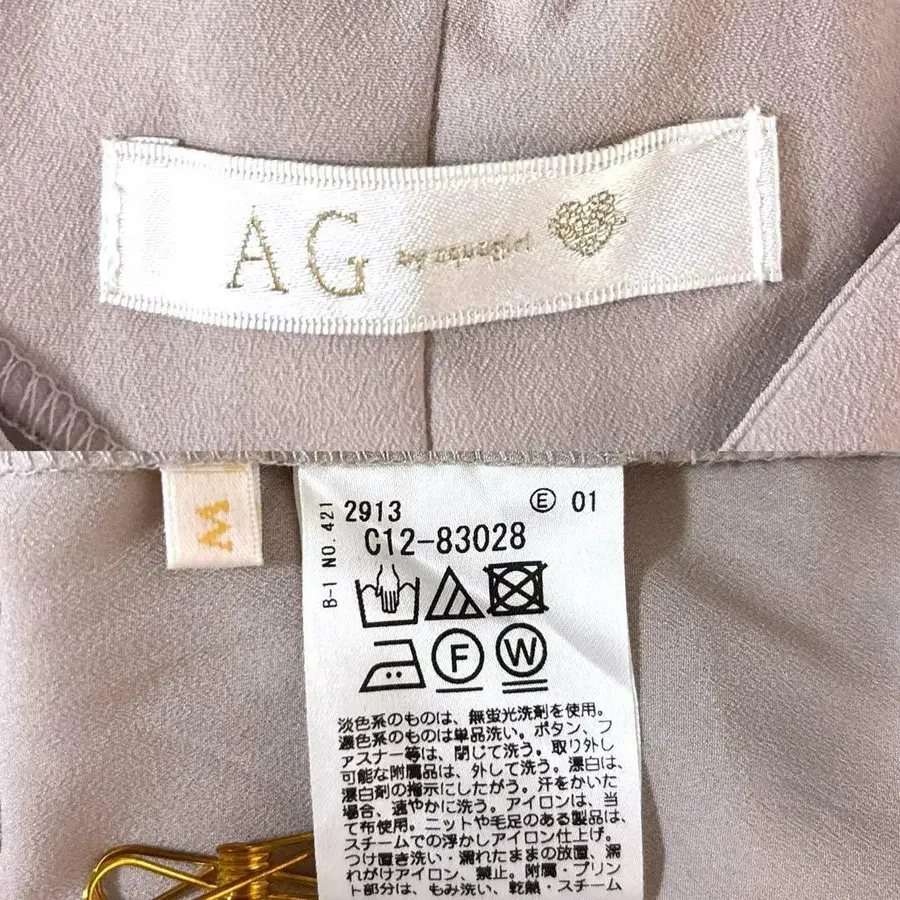 AG by aquagirl
M
B-1 NO. 421
2913 Ⓔ 01
C12-83028
F W
淡色系のものは、無蛍光洗剤を使用。
濃色系のものは単品洗い。ボタン、フ
ァスナー等は、閉じて洗う。取り外し
可能な附属品は、外して洗う。漂白は、
漂白剤の指示にしたがう。汗をかいた
場合、速やかに洗う。アイロンは、当
て布使用。ニットや毛足のある製品は、
スチームでの浮かしアイロン仕上げ。
つけ置き洗い・濡れたままの放置、濡
れがけアイロン、禁止。附属・プリン
ト部分は、もみ洗い、乾熱・スチーム